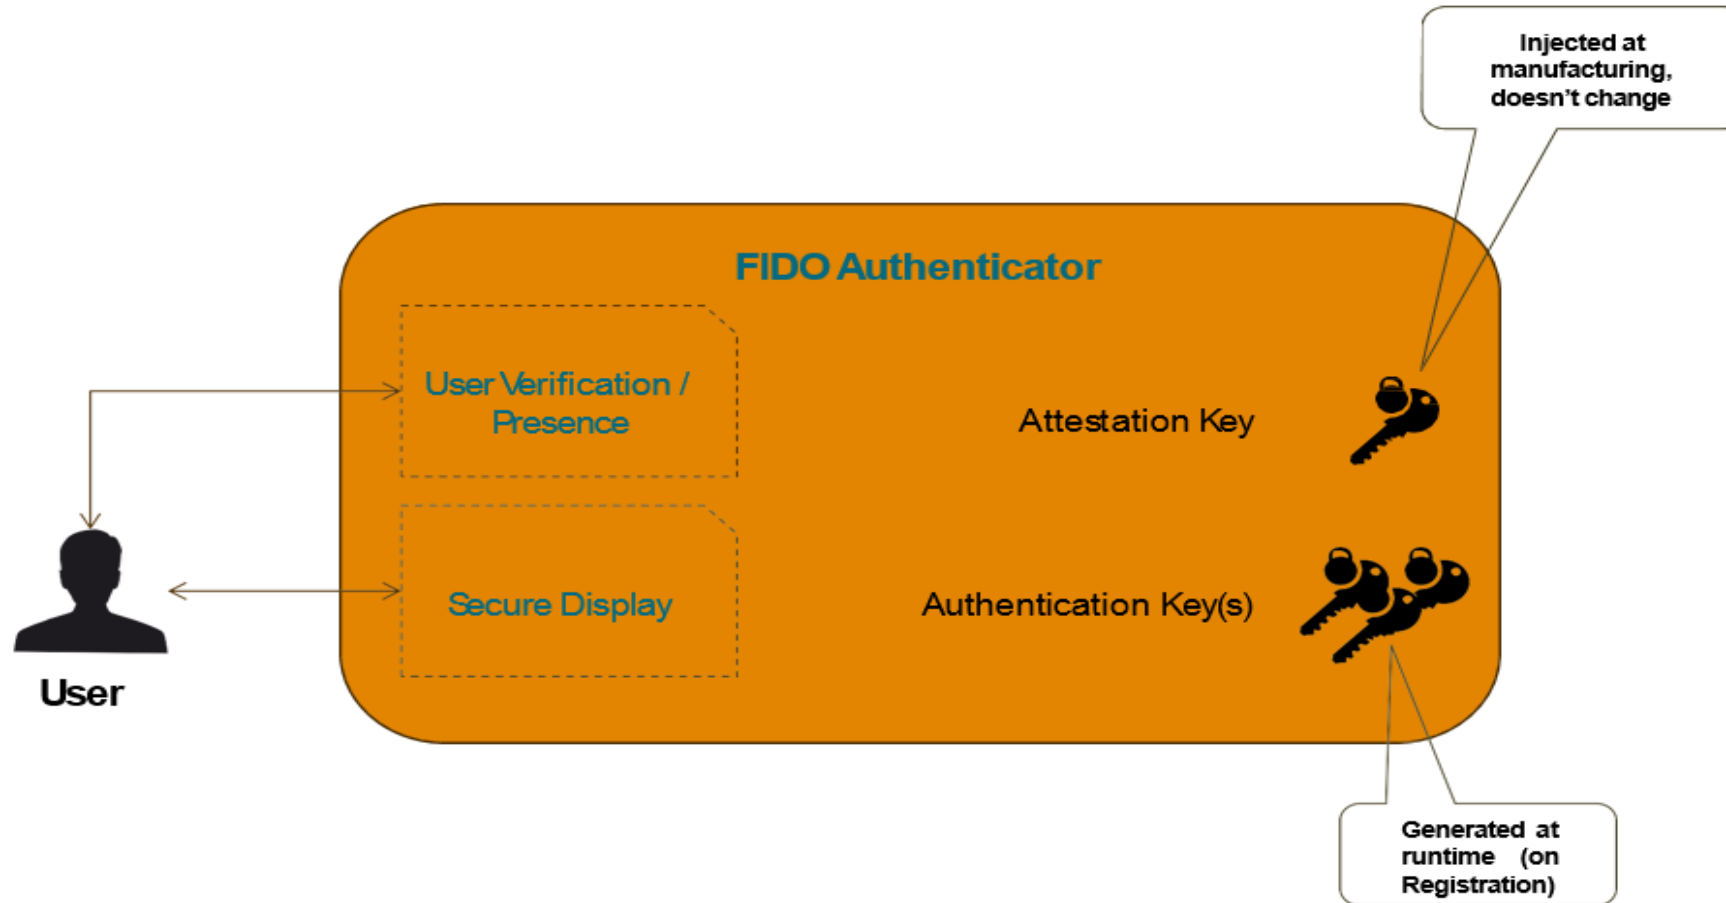 Injected at
manufacturing,
doesn't change
FIDO Authenticator
User Verification /
Presence
Attestation Key
Secure Display
Authentication Key(s)
User
Generated at
runtime (on
Registration)